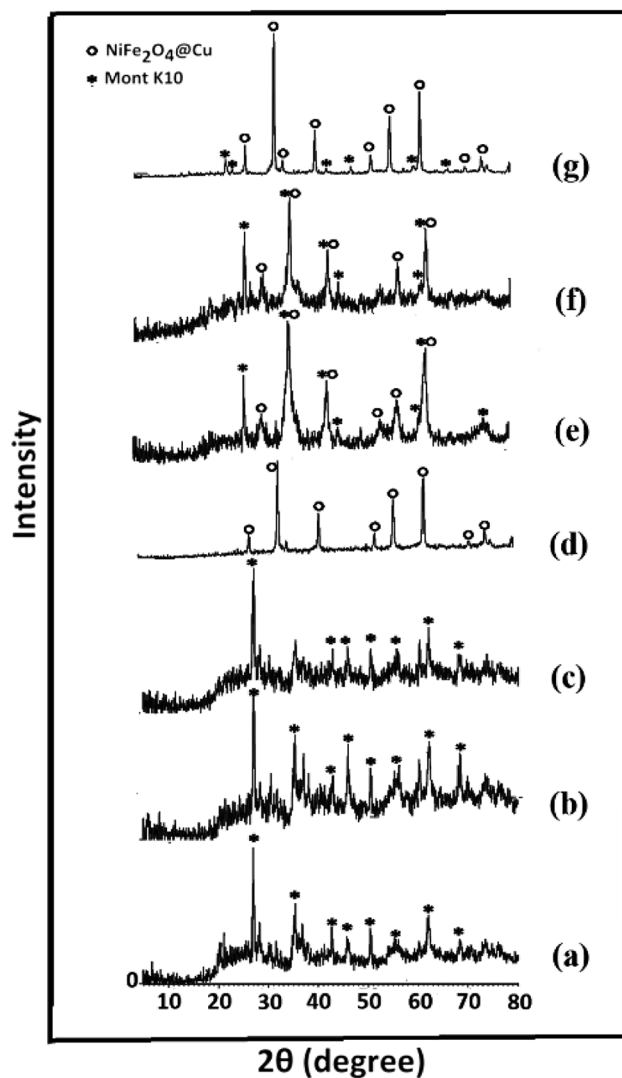 o NiFe₂O₄@Cu
* Mont K10
(g)
(f)
(e)
(d)
(c)
(b)
(a)
Intensity
0
10 20 30 40 50 60 70 80
2θ (degree)